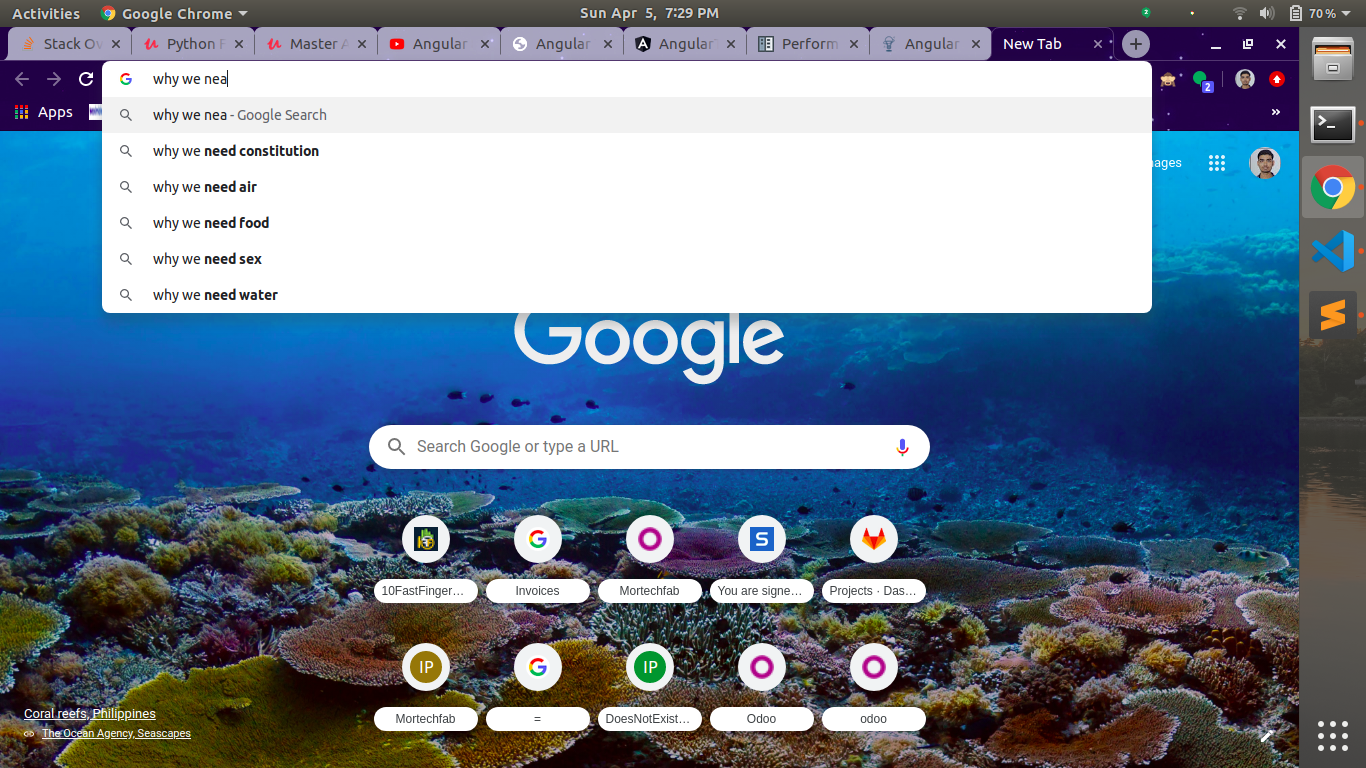 Activities
Google Chrome
Sun Apr 5, 7:29 PM
2
70%
Stack Ov
Python F
Master A
Angular
Angular
Angular
Perform
Angular
New Tab
why we nea
2
Apps
»
why we nea - Google Search
why we need constitution
why we need air
why we need food
why we need sex
why we need water
ages
Google
Search Google or type a URL
10FastFinger...
Invoices
Mortechfab
You are signe...
Projects · Das...
IP
IP
Mortechfab
=
DoesNotExist...
Odoo
odoo
Coral reefs, Philippines
The Ocean Agency, Seascapes